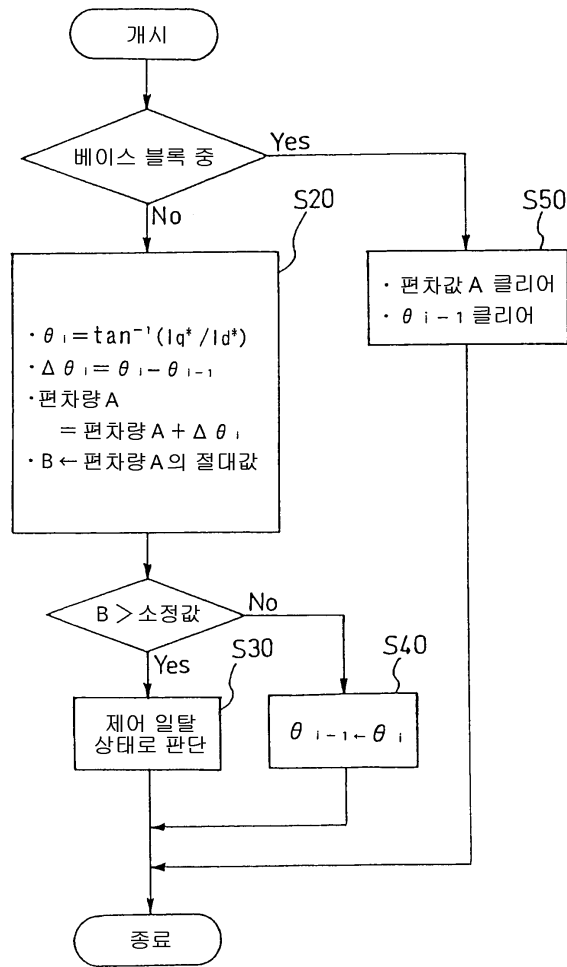 개시
베이스 블록 중
Yes
No
S20
· θ i = tan⁻¹ (Iq* / Id*)
· Δ θ i = θ i − θ i−1
· 편차량 A
= 편차량 A + Δ θ i
· B ← 편차량 A의 절대값
S50
· 편차값 A 클리어
· θ i−1 클리어
B > 소정값
No
Yes
S30
제어 일탈
상태로 판단
S40
θ i−1 ← θ i
종료